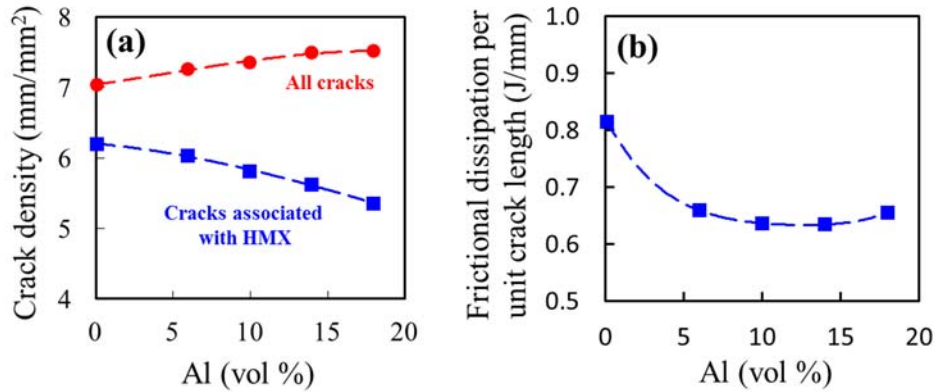 (a)
Crack density (mm/mm²)
8
7
6
5
4
All cracks
Cracks associated
with HMX
0
5
10
15
20
Al (vol %)
(b)
Frictional dissipation per
unit crack length (J/mm)
1.0
0.9
0.8
0.7
0.6
0.5
0
5
10
15
20
Al (vol %)